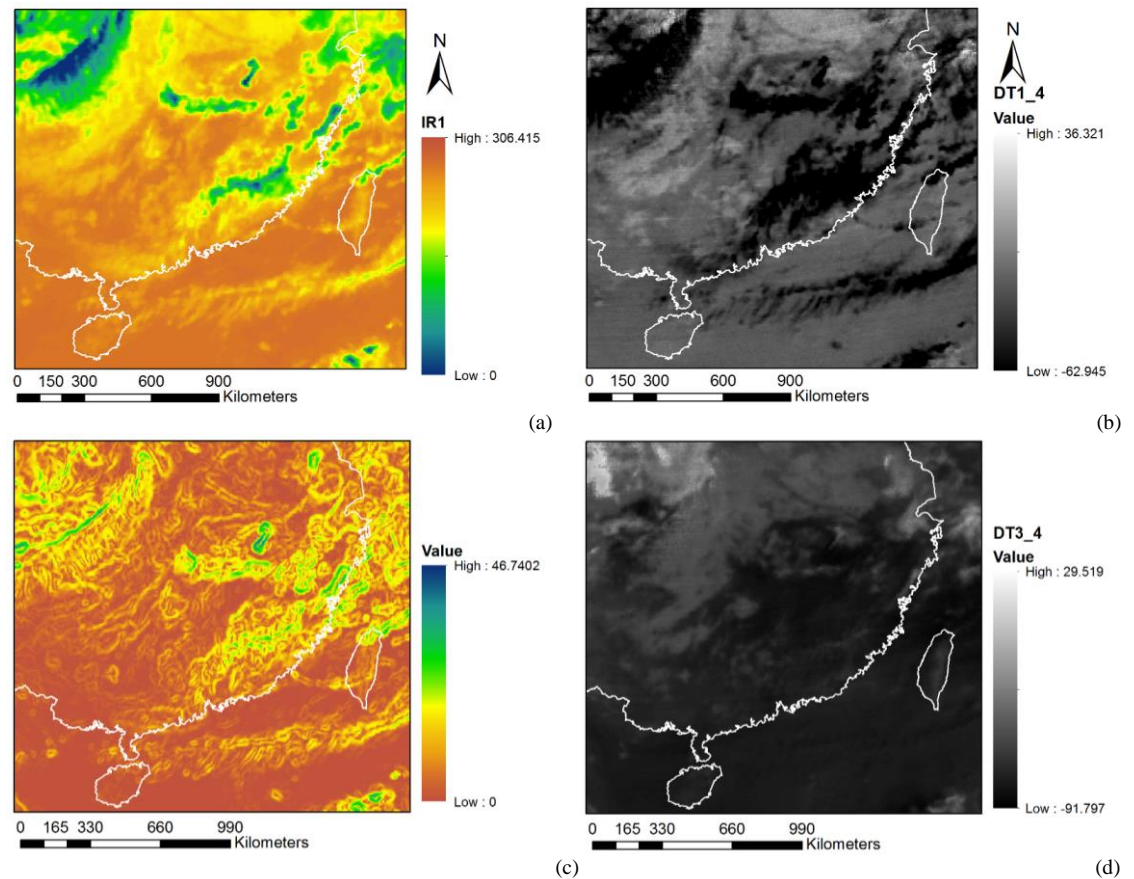 N
IR1
High : 306.415
Low : 0
0 150 300 600 900
Kilometers
(a)
N
DT1_4
Value
High : 36.321
Low : -62.945
0 150 300 600 900
Kilometers
(b)
Value
High : 46.7402
Low : 0
0 165 330 660 990
Kilometers
(c)
DT3_4
Value
High : 29.519
Low : -91.797
0 165 330 660 990
Kilometers
(d)